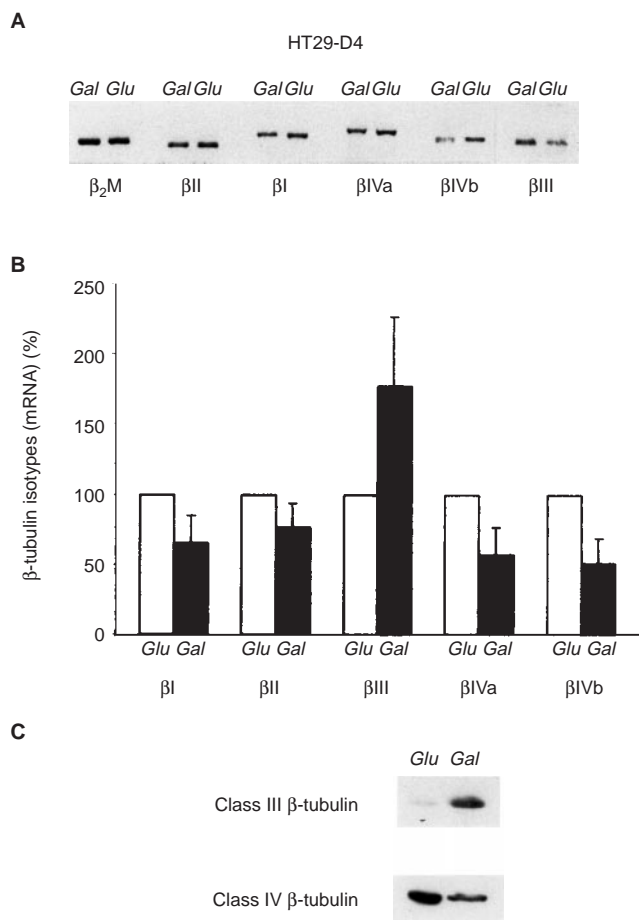 A
HT29-D4
Gal Glu Gal Glu Gal Glu Gal Glu Gal Glu Gal Glu
β₂M βII βI βIVa βIVb βIII
B
β-tubulin isotypes (mRNA) (%)
250
200
150
100
50
0
Glu Gal Glu Gal Glu Gal Glu Gal Glu Gal
βI βII βIII βIVa βIVb
C
Glu Gal
Class III β-tubulin
Class IV β-tubulin